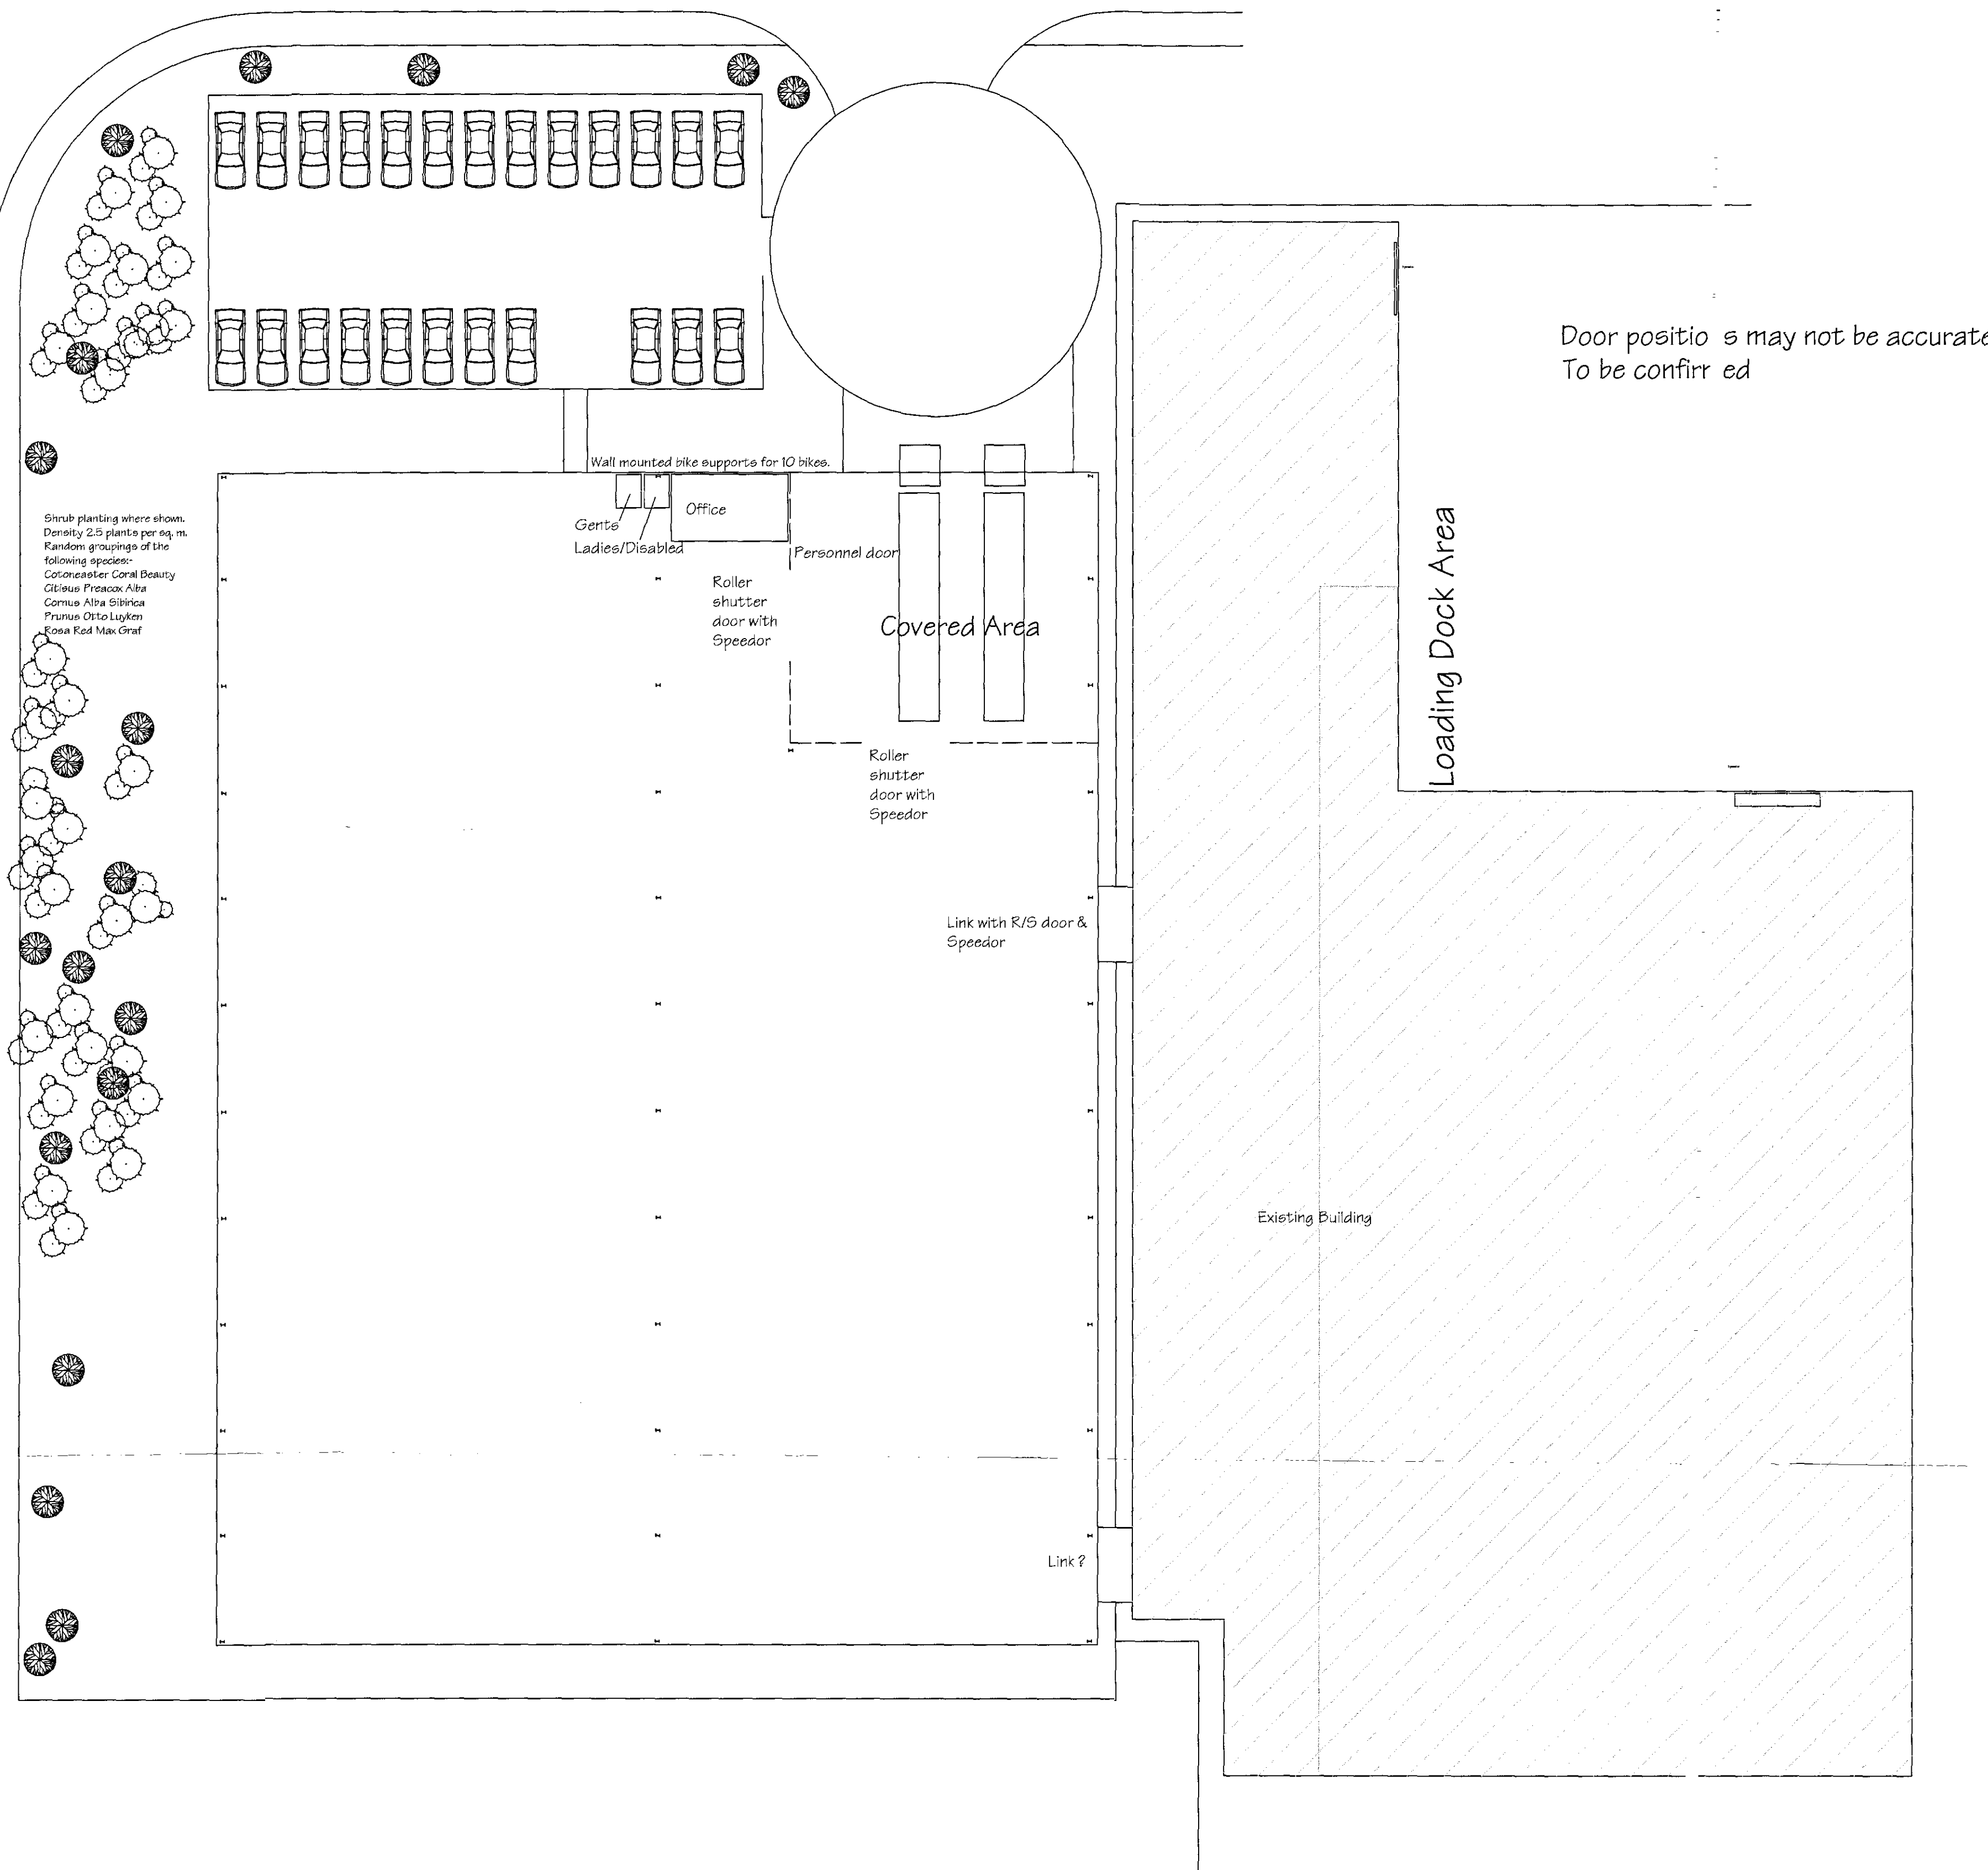 Door positio s may not be accurate
To be confirr ed
Wall mounted bike supports for 10 bikes.
Office
Gents
Ladies/Disabled
Personnel door
Shrub planting where shown.
Density 2.5 plants per sq. m.
Random groupings of the
following species:-
Cotoneaster Coral Beauty
Citisus Preacox Alba
Cornus Alba Sibirica
Prunus Otto Luyken
Rosa Red Max Graf
Roller
shutter
door with
Speedor
Covered Area
Loading Dock Area
Roller
shutter
door with
Speedor
Link with R/S door &
Speedor
Existing Building
Link ?